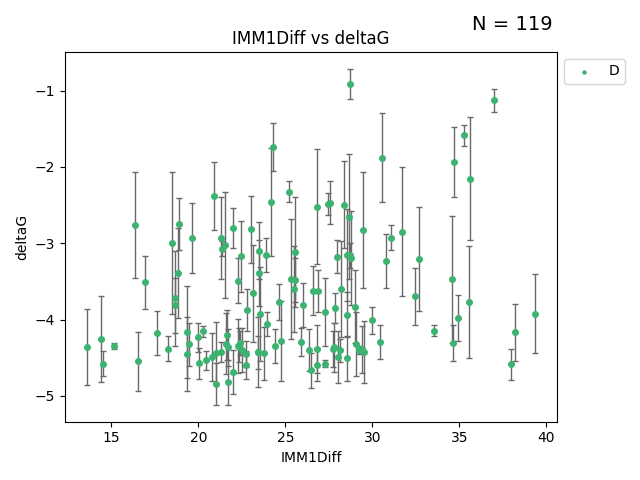 N = 119
IMM1Diff vs deltaG
D
deltaG
−1
−2
−3
−4
−5
15 20 25 30 35 40
IMM1Diff